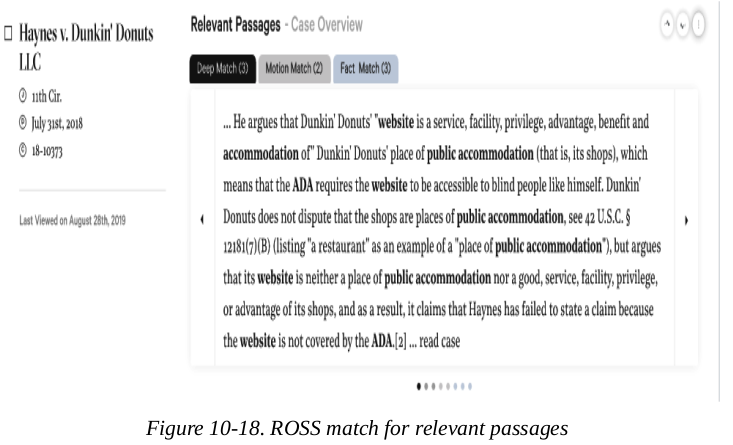 Haynes v. Dunkin' Donuts
LLC
11th Cir.
July 31st, 2018
18-10373
Last Viewed on August 28th, 2019
Relevant Passages - Case Overview
Deep Match (3) Motion Match (2) Fact Match (3)
... He argues that Dunkin' Donuts' "website is a service, facility, privilege, advantage, benefit and
accommodation of" Dunkin' Donuts' place of public accommodation (that is, its shops), which
means that the ADA requires the website to be accessible to blind people like himself. Dunkin'
Donuts does not dispute that the shops are places of public accommodation, see 42 U.S.C. §
12181(7)(B) (listing "a restaurant" as an example of a "place of public accommodation"), but argues
that its website is neither a place of public accommodation nor a good, service, facility, privilege,
or advantage of its shops, and as a result, it claims that Haynes has failed to state a claim because
the website is not covered by the ADA.[2] ... read case
Figure 10-18. ROSS match for relevant passages